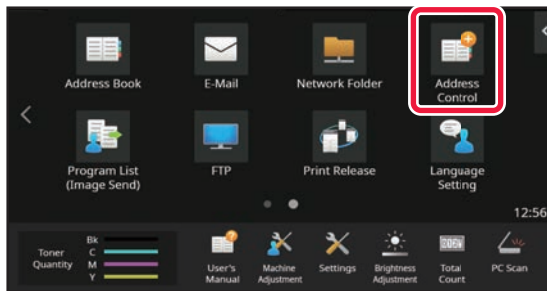 Address Book
E-Mail
Network Folder
Address
Control
Program List
(Image Send)
FTP
Print Release
Language
Setting
12:56
Toner
Quantity
Bk
C
M
Y
User's
Manual
Machine
Adjustment
Settings
Brightness
Adjustment
Total
Count
PC Scan